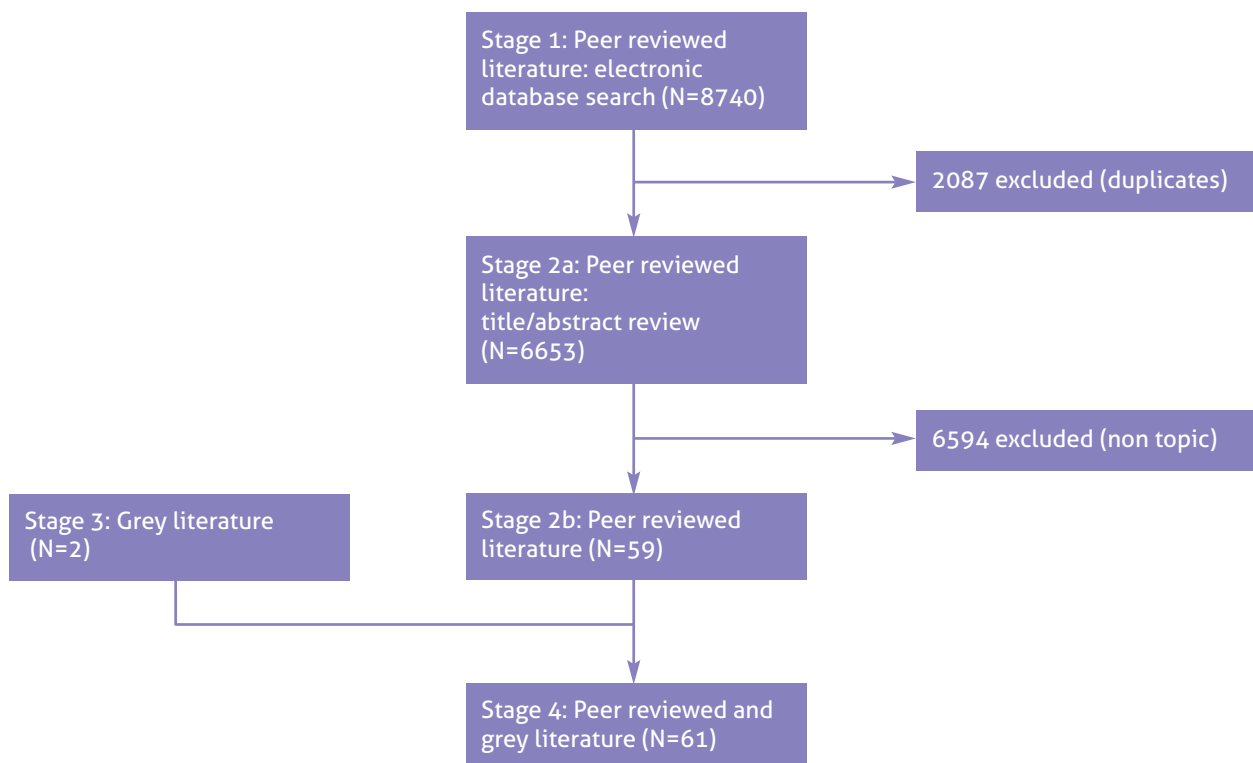 Stage 1: Peer reviewed
literature: electronic
database search (N=8740)
2087 excluded (duplicates)
Stage 2a: Peer reviewed
literature:
title/abstract review
(N=6653)
6594 excluded (non topic)
Stage 3: Grey literature
(N=2)
Stage 2b: Peer reviewed
literature (N=59)
Stage 4: Peer reviewed and
grey literature (N=61)